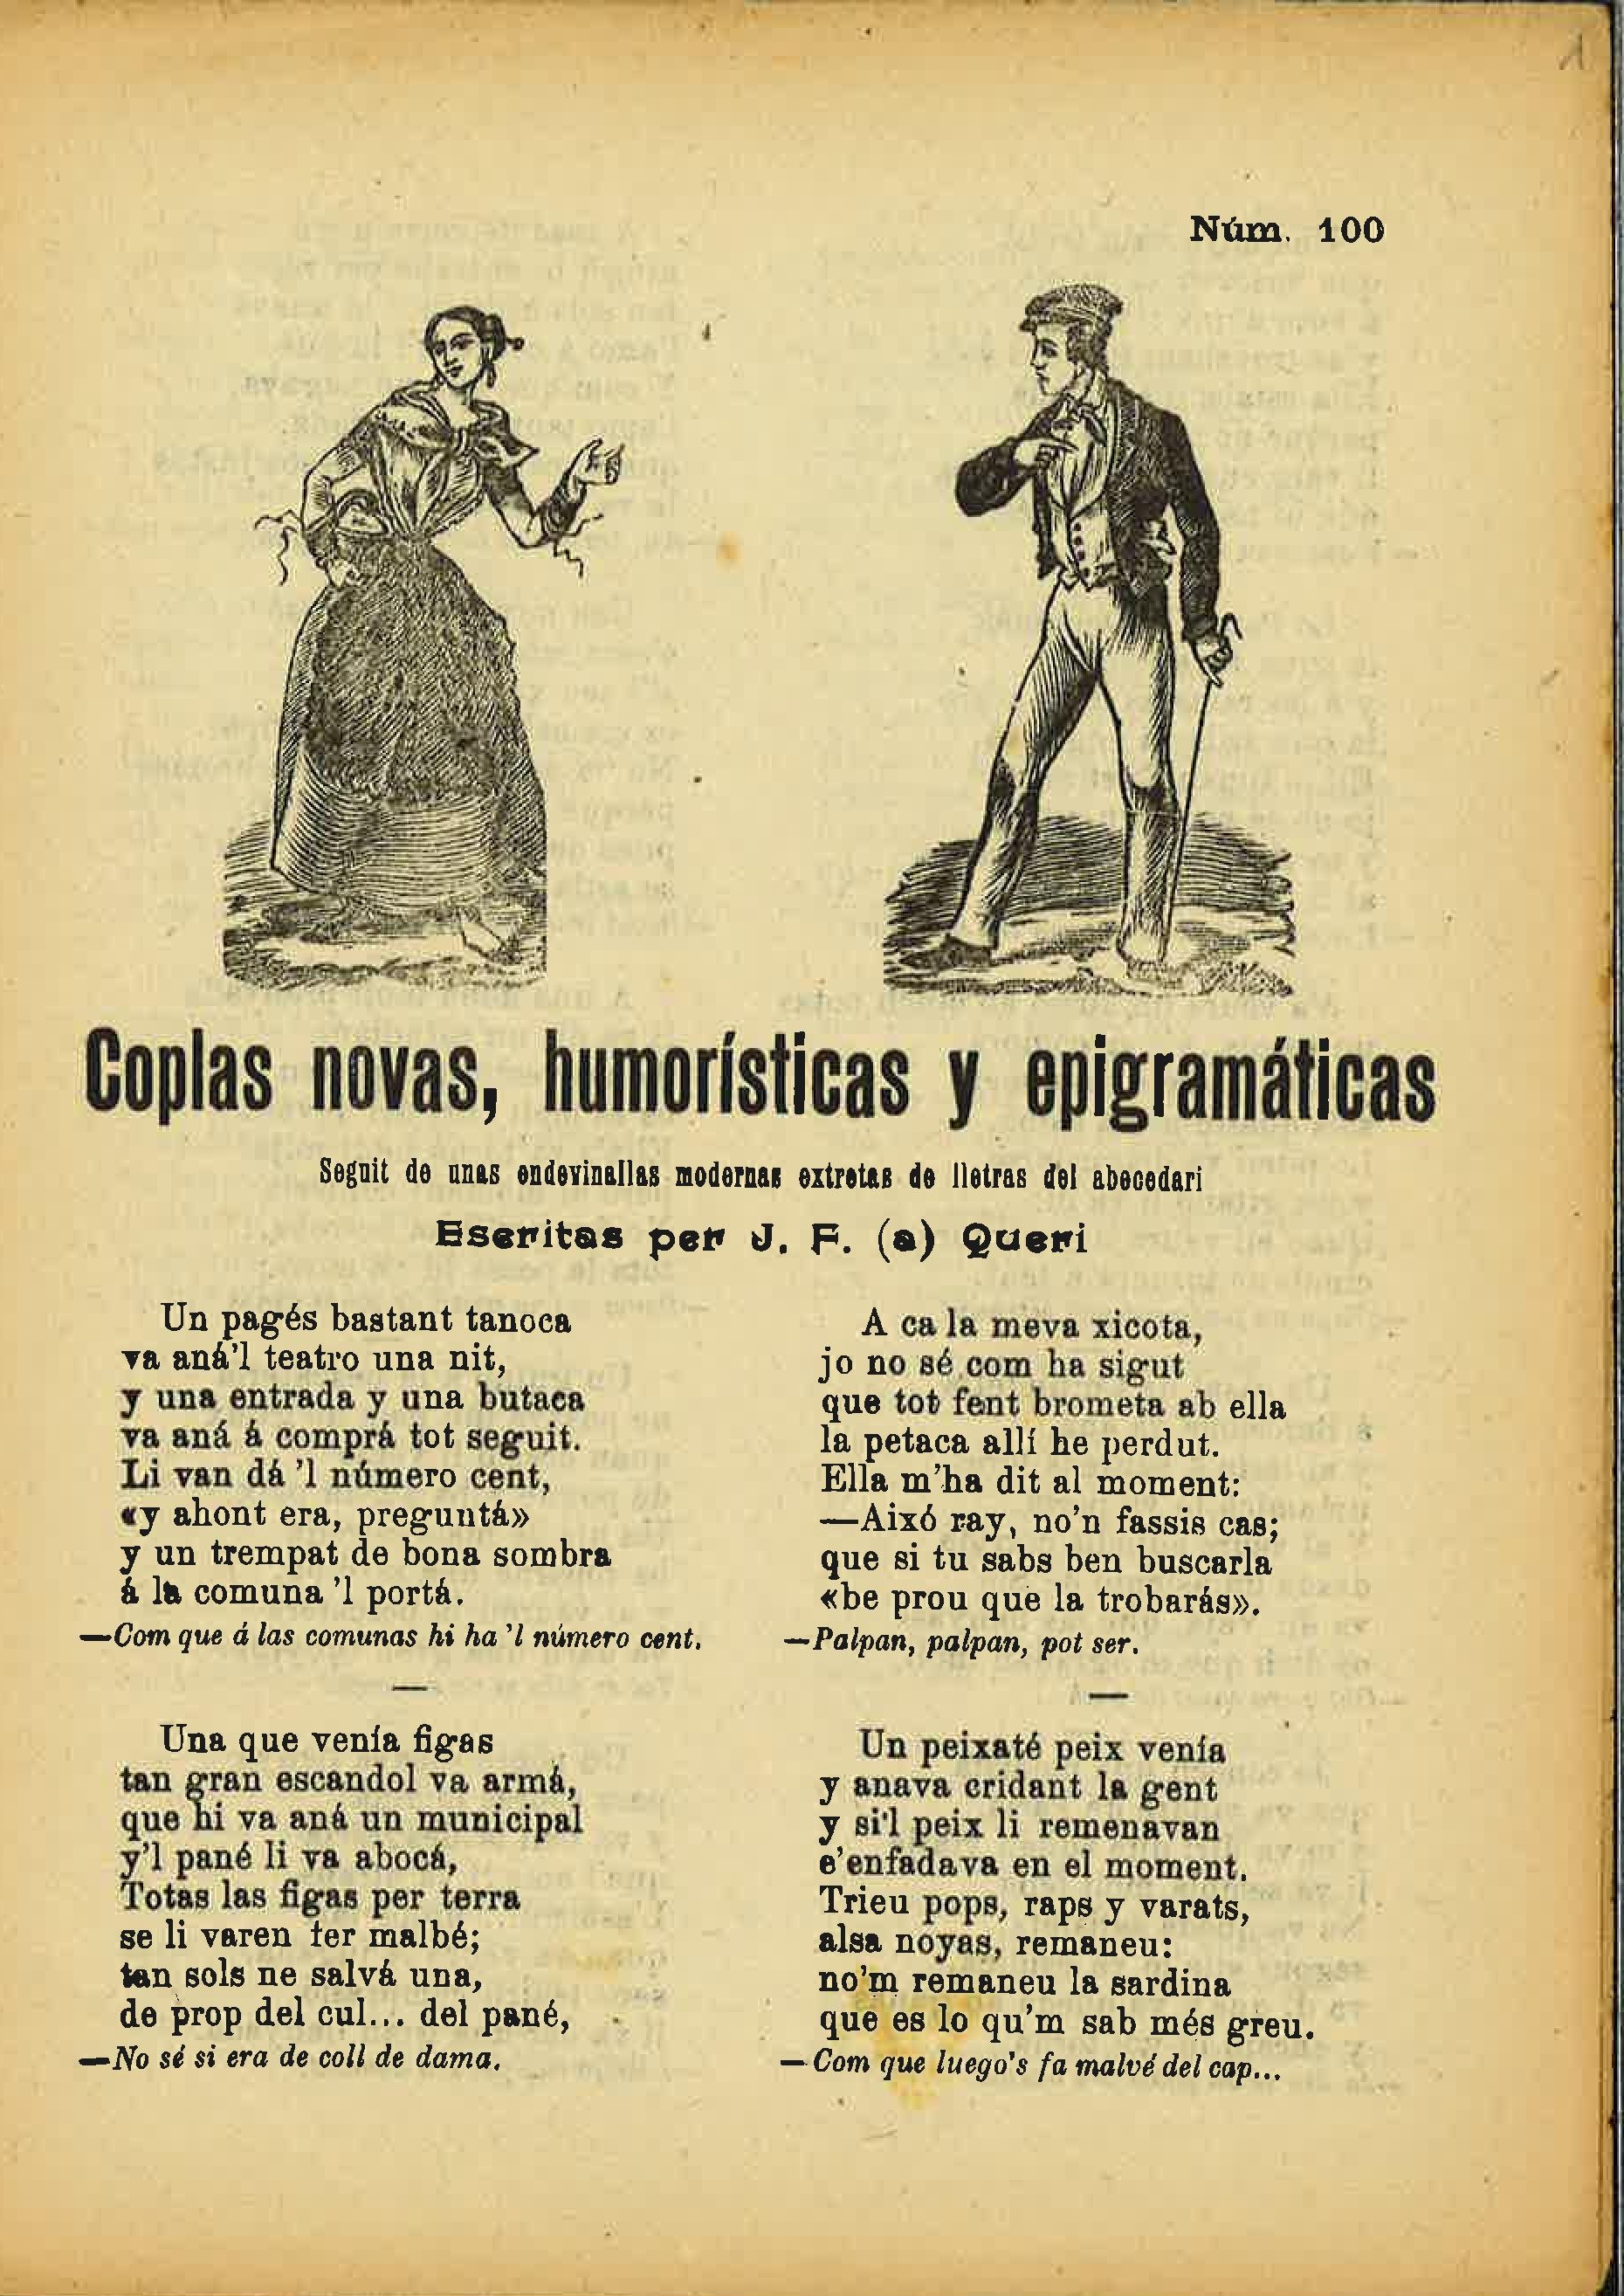 Núm. 100
Coplas novas, humorísticas y epigramáticas
Seguit de unas endevinallas modernas extretas de lletras del abecedari
Escritas per J. F. (a) Queri
Un pagés bastant tanoca
va aná'l teatro una nit,
y una entrada y una butaca
va aná á comprá tot seguit.
Li van dá 'l número cent,
«y ahont era, preguntá»
y un trempat de bona sombra
á la comuna 'l portá.
—Com que á las comunas hi ha 'l número cent.
Una que venía figas
tan gran escandol va armá,
que hi va aná un municipal
y'l pané li va abocá,
Totas las figas per terra
se li varen fer malbé;
tan sols ne salvá una,
de prop del cul... del pané,
—No sé si era de coll de dama.
A ca la meva xicota,
jo no sé com ha sigut
que tot fent brometa ab ella
la petaca allí he perdut.
Ella m'ha dit al moment:
—Aixó ray, no'n fassis cas;
que si tu sabs ben buscarla
«be prou que la trobarás».
—Palpan, palpan, pot ser.
Un peixaté peix venía
y anava cridant la gent
y si'l peix li remenavan
e'enfadava en el moment.
Trieu pops, raps y varats,
alsa noyas, remaneu:
no'm remaneu la sardina
que es lo qu'm sab més greu.
—Com que luego's fa malvé del cap...